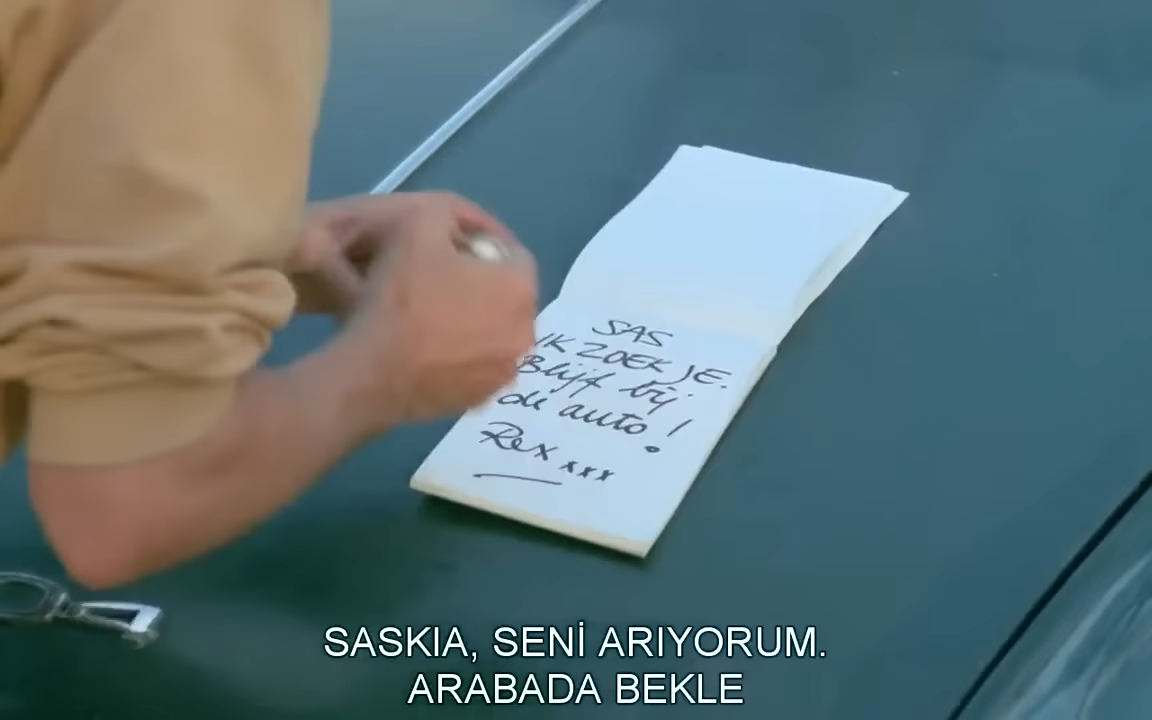 SAS
IK ZOEK JE.
Blijf bij
de auto!
Rex xxx
SASKIA, SENİ ARIYORUM.
ARABADA BEKLE